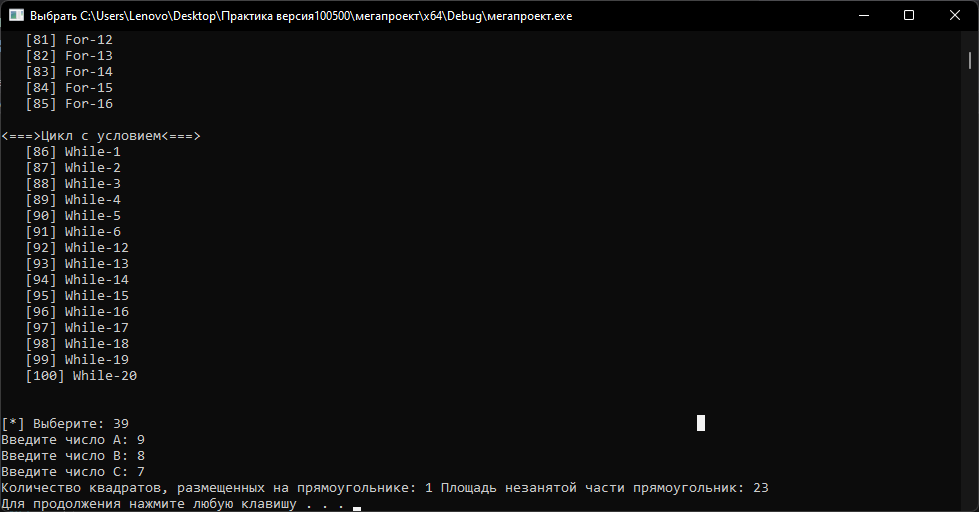 Выбрать C:\Users\Lenovo\Desktop\Практика версия100500\мегапроект\x64\Debug\мегапроект.exe
[81] For-12
[82] For-13
[83] For-14
[84] For-15
[85] For-16
<===>Цикл с условием<===>
[86] While-1
[87] While-2
[88] While-3
[89] While-4
[90] While-5
[91] While-6
[92] While-12
[93] While-13
[94] While-14
[95] While-15
[96] While-16
[97] While-17
[98] While-18
[99] While-19
[100] While-20
[*] Выберите: 39
Введите число A: 9
Введите число B: 8
Введите число C: 7
Количество квадратов, размещенных на прямоугольнике: 1 Площадь незанятой части прямоугольник: 23
Для продолжения нажмите любую клавишу . . .